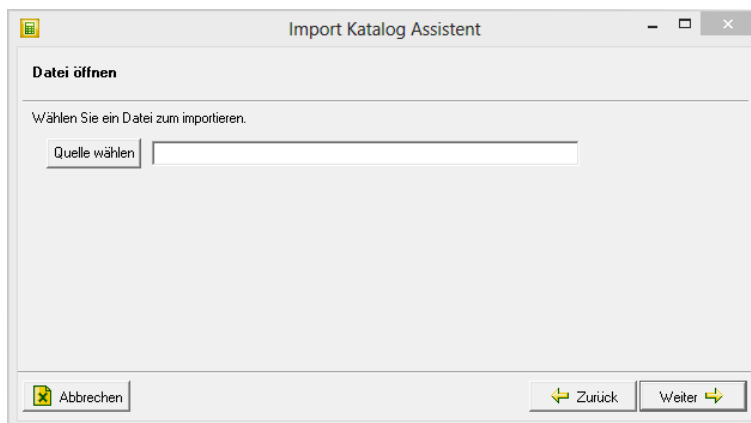 Import Katalog Assistent
Datei öffnen
Wählen Sie ein Datei zum importieren.
Quelle wählen
Abbrechen
Zurück
Weiter